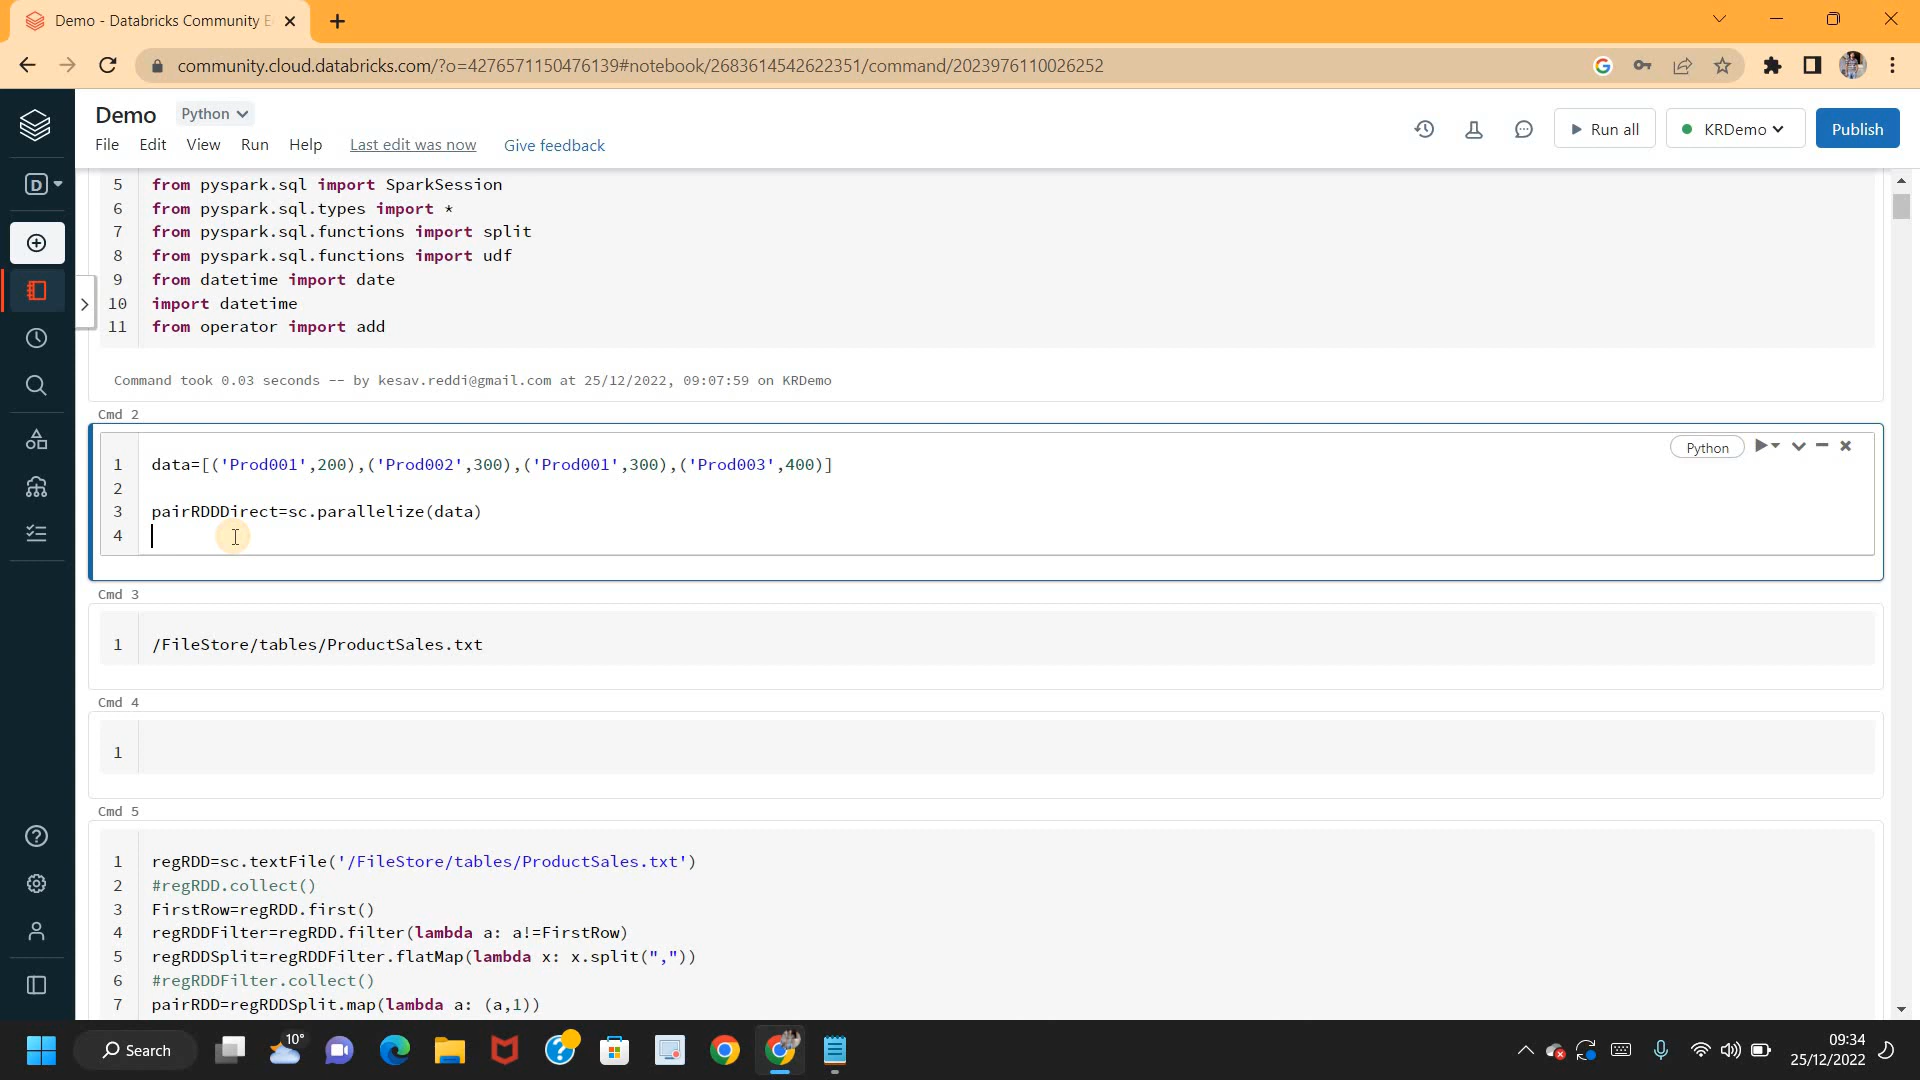 Demo - Databricks Community E
community.cloud.databricks.com/?o=4276571150476139#notebook/2683614542622351/command/2023976110026252
Demo Python
File Edit View Run Help Last edit was now Give feedback
Run all KRDemo Publish
D
5 from pyspark.sql import SparkSession
6 from pyspark.sql.types import *
7 from pyspark.sql.functions import split
8 from pyspark.sql.functions import udf
9 from datetime import date
10 import datetime
11 from operator import add
Command took 0.03 seconds -- by kesav.reddi@gmail.com at 25/12/2022, 09:07:59 on KRDemo
Cmd 2
Python
1 data=[('Prod001',200),('Prod002',300),('Prod001',300),('Prod003',400)]
2
3 pairRDDDirect=sc.parallelize(data)
4
Cmd 3
1 /FileStore/tables/ProductSales.txt
Cmd 4
1
Cmd 5
1 regRDD=sc.textFile('/FileStore/tables/ProductSales.txt')
2 #regRDD.collect()
3 FirstRow=regRDD.first()
4 regRDDFilter=regRDD.filter(lambda a: a!=FirstRow)
5 regRDDSplit=regRDDFilter.flatMap(lambda x: x.split(","))
6 #regRDDFilter.collect()
7 pairRDD=regRDDSplit.map(lambda a: (a,1))
Search
10°
09:34
25/12/2022